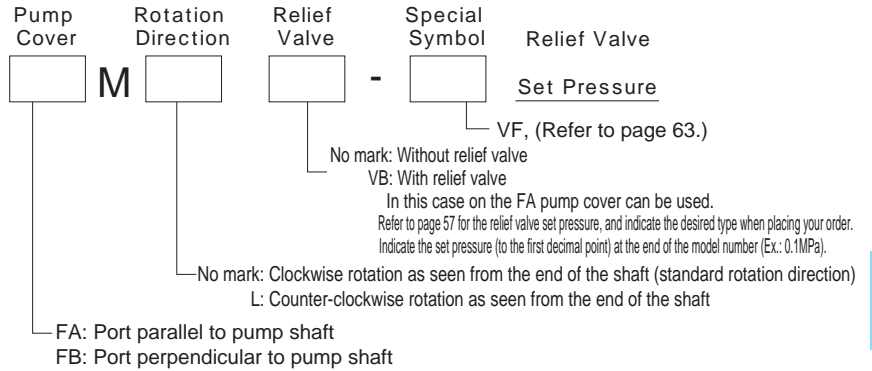 Pump Rotation Relief Special
Cover Direction Valve Symbol Relief Valve
M - Set Pressure
VF, (Refer to page 63.)
No mark: Without relief valve
VB: With relief valve
In this case on the FA pump cover can be used.
Refer to page 57 for the relief valve set pressure, and indicate the desired type when placing your order.
Indicate the set pressure (to the first decimal point) at the end of the model number (Ex.: 0.1MPa).
No mark: Clockwise rotation as seen from the end of the shaft (standard rotation direction)
L: Counter-clockwise rotation as seen from the end of the shaft
FA: Port parallel to pump shaft
FB: Port perpendicular to pump shaft